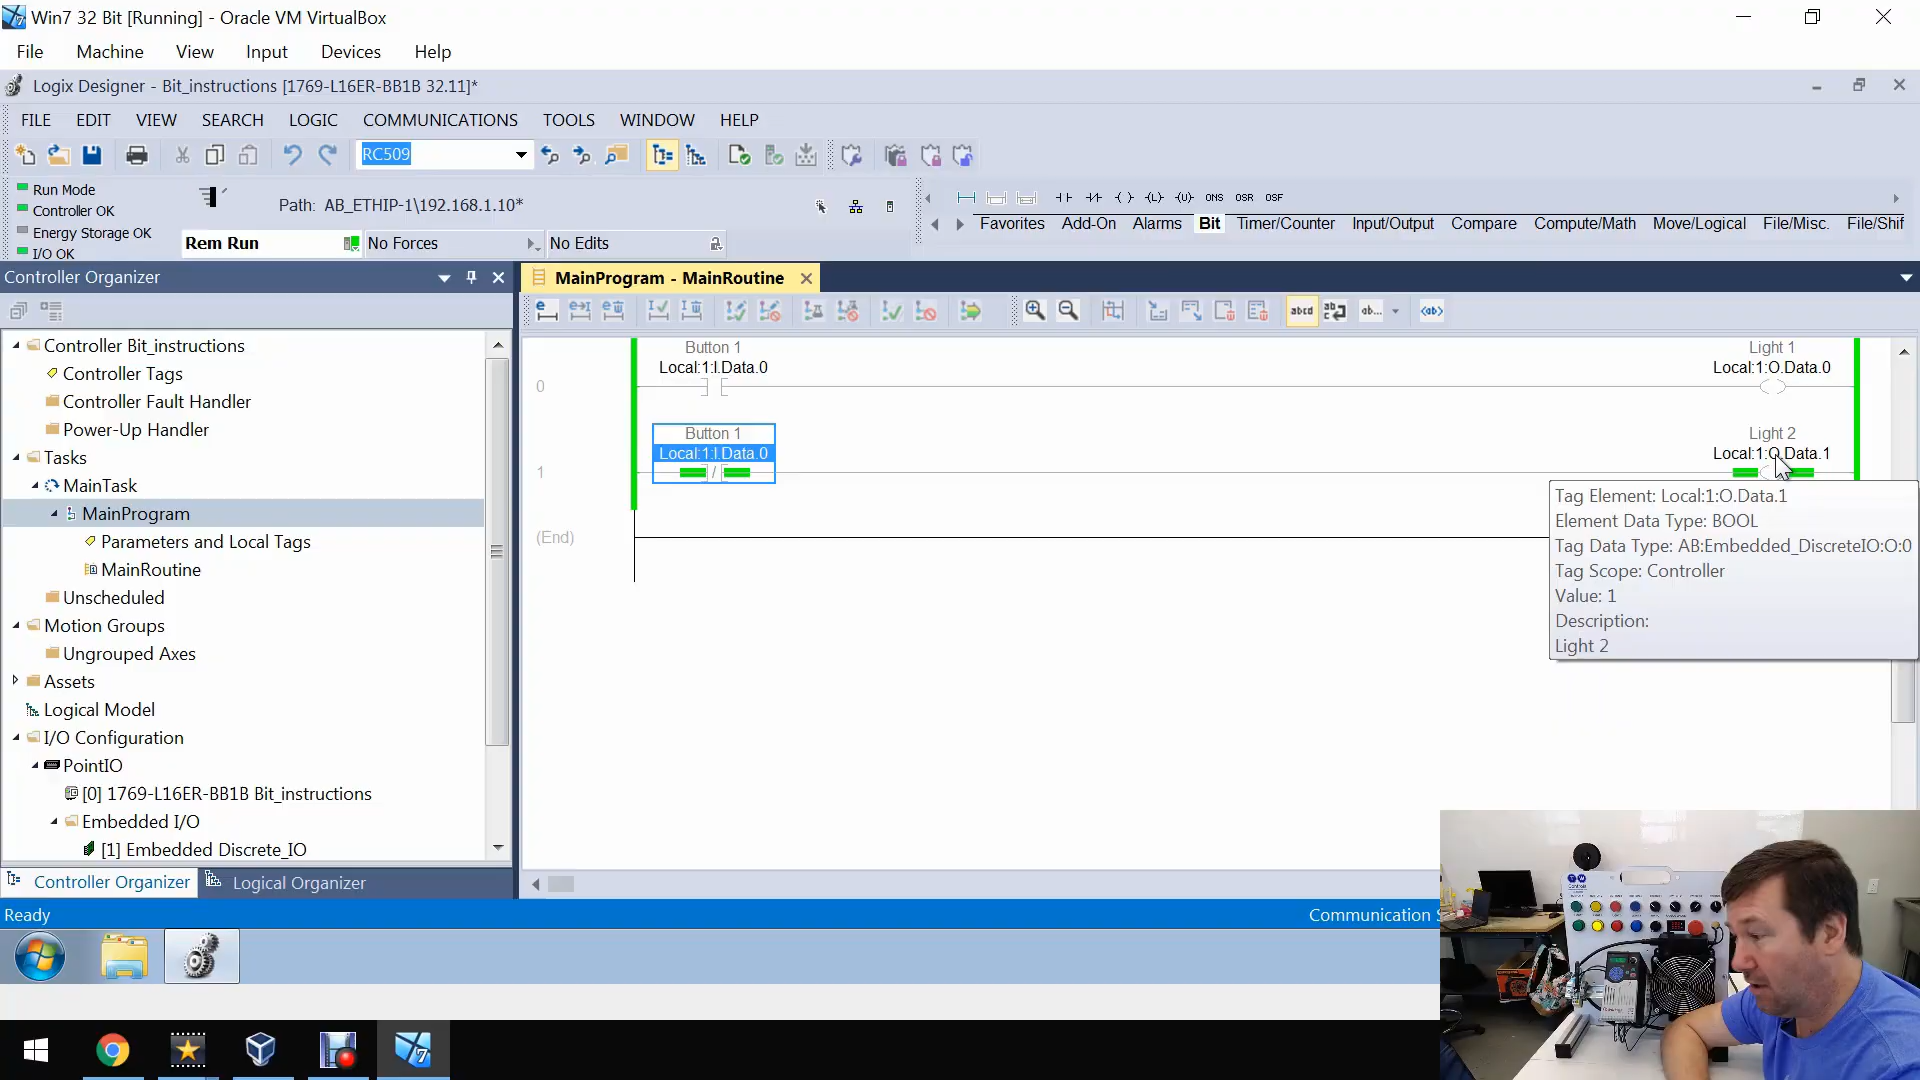 Win7 32 Bit [Running] - Oracle VM VirtualBox
File Machine View Input Devices Help
Logix Designer - Bit_instructions [1769-L16ER-BB1B 32.11]*
FILE EDIT VIEW SEARCH LOGIC COMMUNICATIONS TOOLS WINDOW HELP
RC509
Run Mode
Controller OK
Energy Storage OK
I/O OK
Path: AB_ETHIP-1\192.168.1.10*
Rem Run No Forces No Edits
(L) (U) ONS OSR OSF
Favorites Add-On Alarms Bit Timer/Counter Input/Output Compare Compute/Math Move/Logical File/Misc. File/Shif
Controller Organizer
Controller Bit_instructions
Controller Tags
Controller Fault Handler
Power-Up Handler
Tasks
MainTask
MainProgram
Parameters and Local Tags
MainRoutine
Unscheduled
Motion Groups
Ungrouped Axes
Assets
Logical Model
I/O Configuration
PointIO
[0] 1769-L16ER-BB1B Bit_instructions
Embedded I/O
[1] Embedded Discrete_IO
Controller Organizer Logical Organizer
MainProgram - MainRoutine
abcd ab...
Button 1 Light 1
Local:1:I.Data.0 Local:1:O.Data.0
0
Button 1 Light 2
Local:1:I.Data.0 Local:1:O.Data.1
1
(End)
Tag Element: Local:1:O.Data.1
Element Data Type: BOOL
Tag Data Type: AB:Embedded_DiscreteIO:O:0
Tag Scope: Controller
Value: 1
Description:
Light 2
Ready Communication